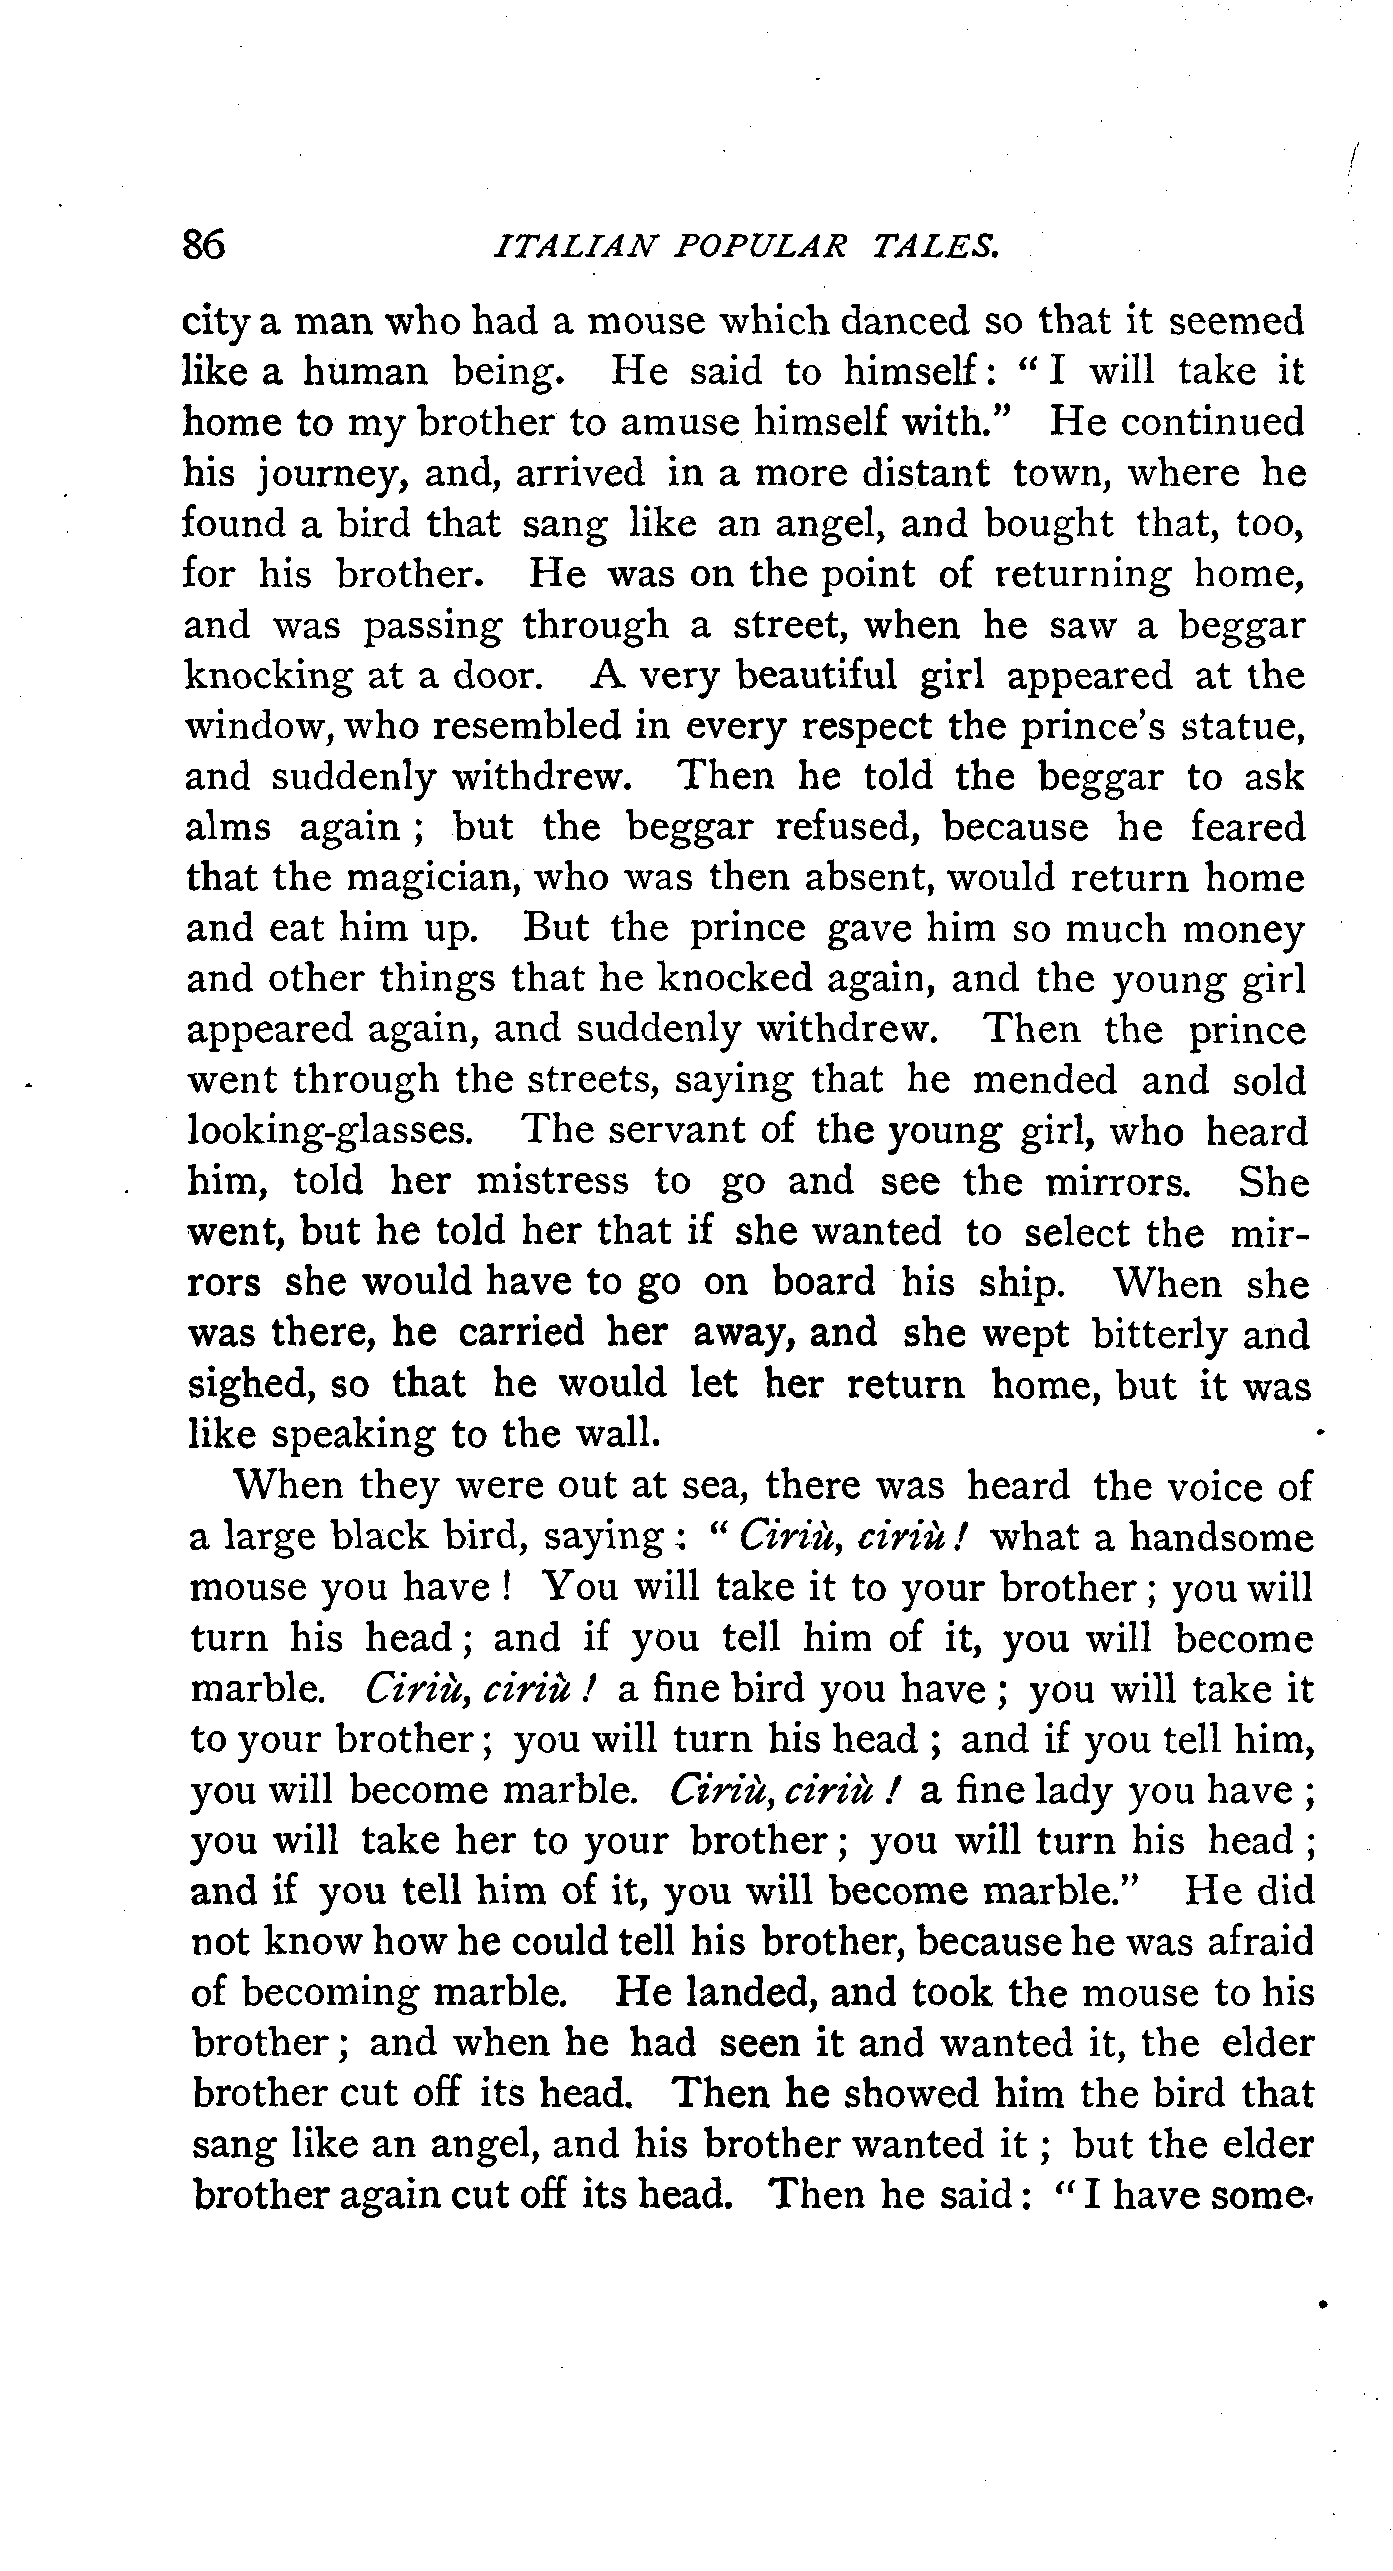 86 ITALIAN POPULAR TALES.
city a man who had a mouse which danced so that it seemed
like a human being. He said to himself: "I will take it
home to my brother to amuse himself with." He continued
his journey, and, arrived in a more distant town, where he
found a bird that sang like an angel, and bought that, too,
for his brother. He was on the point of returning home,
and was passing through a street, when he saw a beggar
knocking at a door. A very beautiful girl appeared at the
window, who resembled in every respect the prince's statue,
and suddenly withdrew. Then he told the beggar to ask
alms again; but the beggar refused, because he feared
that the magician, who was then absent, would return home
and eat him up. But the prince gave him so much money
and other things that he knocked again, and the young girl
appeared again, and suddenly withdrew. Then the prince
went through the streets, saying that he mended and sold
looking-glasses. The servant of the young girl, who heard
him, told her mistress to go and see the mirrors. She
went, but he told her that if she wanted to select the mir-
rors she would have to go on board his ship. When she
was there, he carried her away, and she wept bitterly and
sighed, so that he would let her return home, but it was
like speaking to the wall.
When they were out at sea, there was heard the voice of
a large black bird, saying: "Ciriù, ciriù! what a handsome
mouse you have! You will take it to your brother; you will
turn his head; and if you tell him of it, you will become
marble. Ciriù, ciriù! a fine bird you have; you will take it
to your brother; you will turn his head; and if you tell him,
you will become marble. Ciriù, ciriù! a fine lady you have;
you will take her to your brother; you will turn his head;
and if you tell him of it, you will become marble." He did
not know how he could tell his brother, because he was afraid
of becoming marble. He landed, and took the mouse to his
brother; and when he had seen it and wanted it, the elder
brother cut off its head. Then he showed him the bird that
sang like an angel, and his brother wanted it; but the elder
brother again cut off its head. Then he said: "I have some-